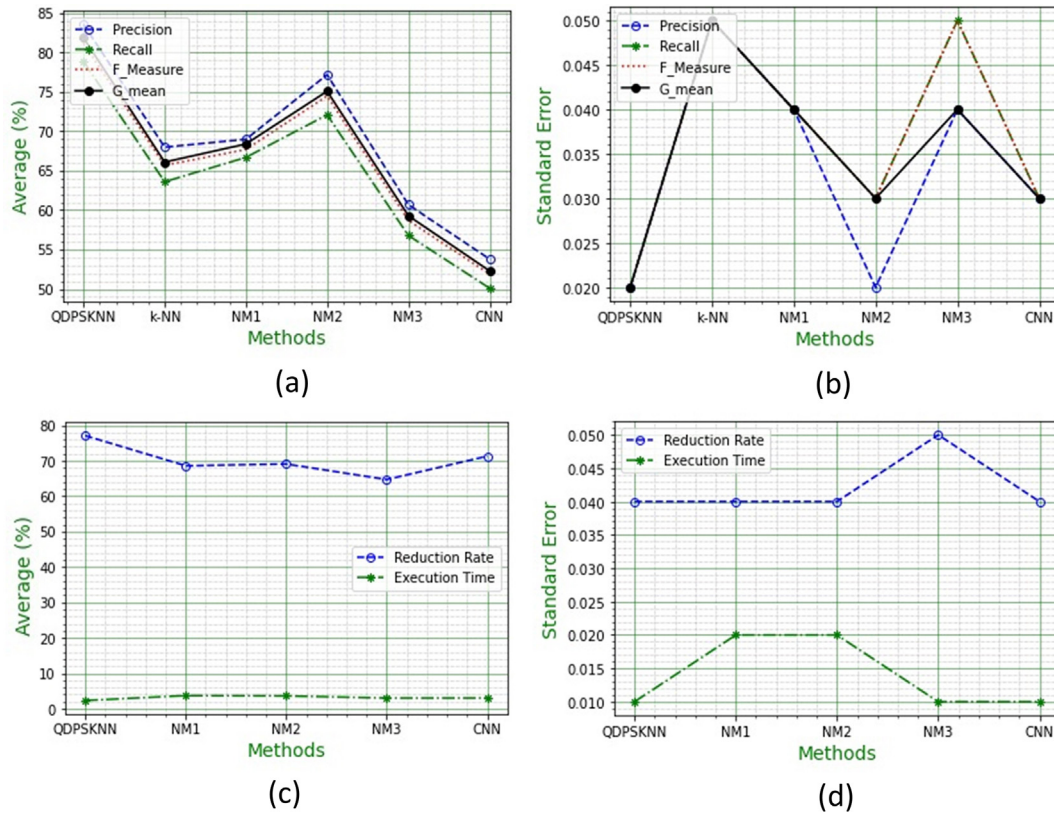 85
80
75
70
65
60
55
50
Average (%)
Precision
Recall
F_Measure
G_mean
QDPSKNN k-NN NM1 NM2 NM3 CNN
Methods
(a)
0.050
0.045
0.040
0.035
0.030
0.025
0.020
Standard Error
Precision
Recall
F_Measure
G_mean
QDPSKNN k-NN NM1 NM2 NM3 CNN
Methods
(b)
80
70
60
50
40
30
20
10
0
Average (%)
Reduction Rate
Execution Time
QDPSKNN NM1 NM2 NM3 CNN
Methods
(c)
0.050
0.045
0.040
0.035
0.030
0.025
0.020
0.015
0.010
Standard Error
Reduction Rate
Execution Time
QDPSKNN NM1 NM2 NM3 CNN
Methods
(d)